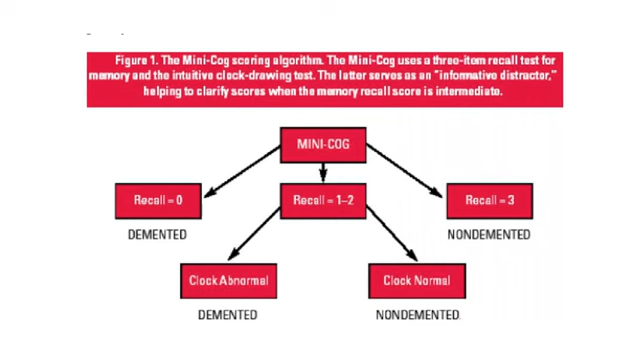 Figure 1. The Mini-Cog scoring algorithm. The Mini-Cog uses a three-item recall test for
memory and the intuitive clock-drawing test. The latter serves as an "informative distractor,"
helping to clarify scores when the memory recall score is intermediate.
MINI-COG
Recall = 0
Recall = 1–2
Recall = 3
DEMENTED
NONDEMENTED
Clock Abnormal
Clock Normal
DEMENTED
NONDEMENTED